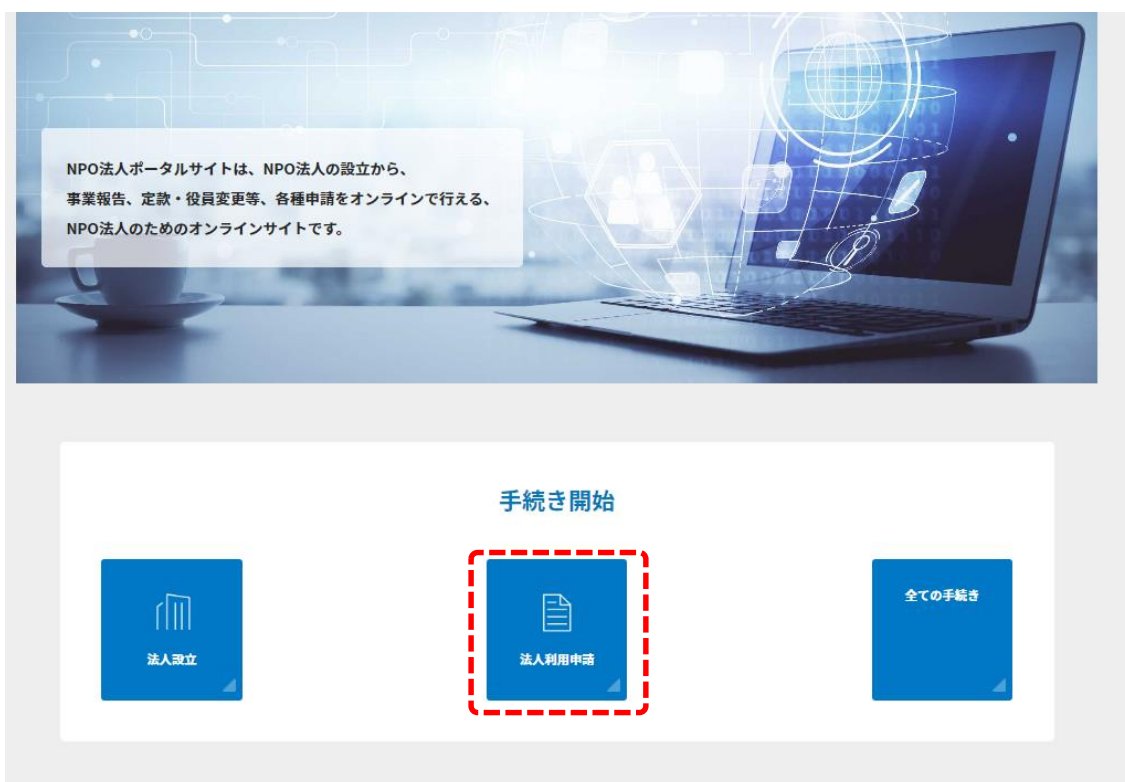 NPO法人ポータルサイトは、NPO法人の設立から、
事業報告、定款・役員変更等、各種申請をオンラインで行える、
NPO法人のためのオンラインサイトです。
手続き開始
法人設立
法人利用申請
全ての手続き